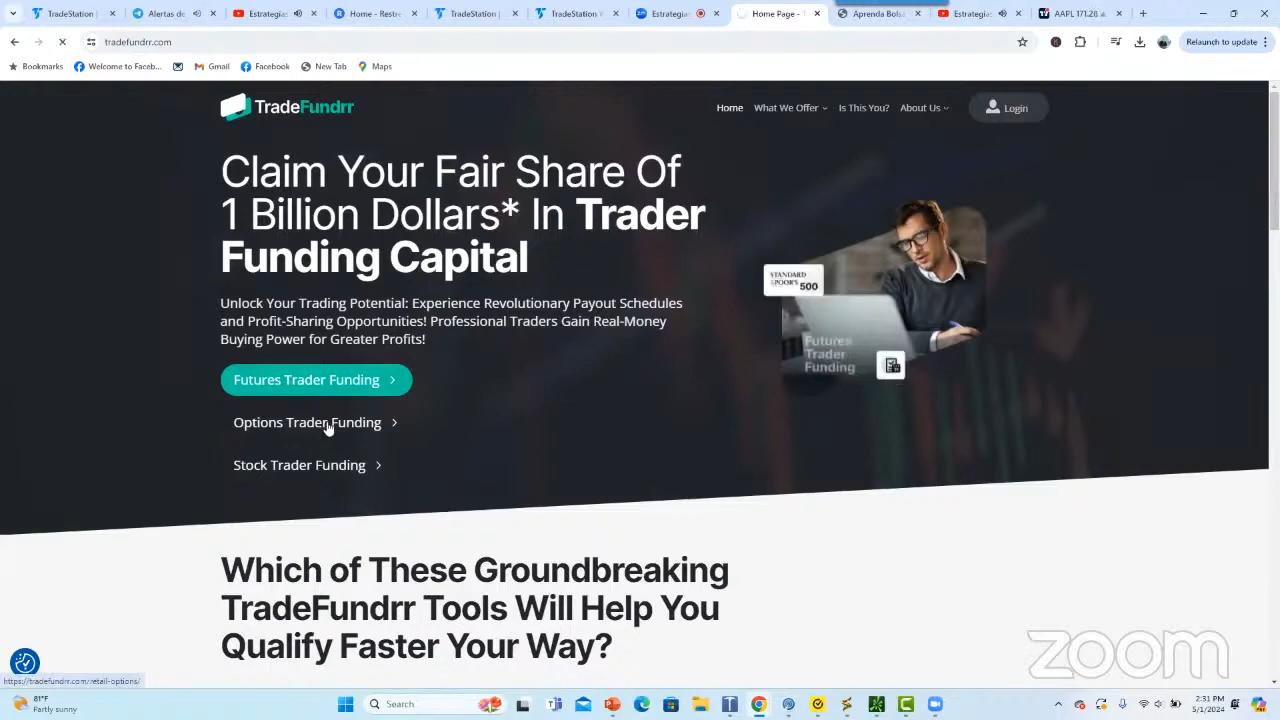 TradeStation
Alertas
Home - Restre
TradeStation
TradeStation
Estrategia
Home Page -
Aprenda Bols
Estrategia
AAPL 171.28
tradefundrr.com
Relaunch to update
Bookmarks
Welcome to Faceb...
Gmail
Facebook
New Tab
Maps
TradeFundrr
Home
What We Offer
Is This You?
About Us
Login
Claim Your Fair Share Of
1 Billion Dollars* In Trader
Funding Capital
STANDARD
&POOR'S
500
Unlock Your Trading Potential: Experience Revolutionary Payout Schedules
and Profit-Sharing Opportunities! Professional Traders Gain Real-Money
Buying Power for Greater Profits!
Futures
Trader
Funding
Futures Trader Funding
Options Trader Funding
Stock Trader Funding
Which of These Groundbreaking
TradeFundrr Tools Will Help You
Qualify Faster Your Way?
zoom
https://tradefundrr.com/retail-options/
81°F
Partly sunny
Search
2:31 PM
5/1/2024